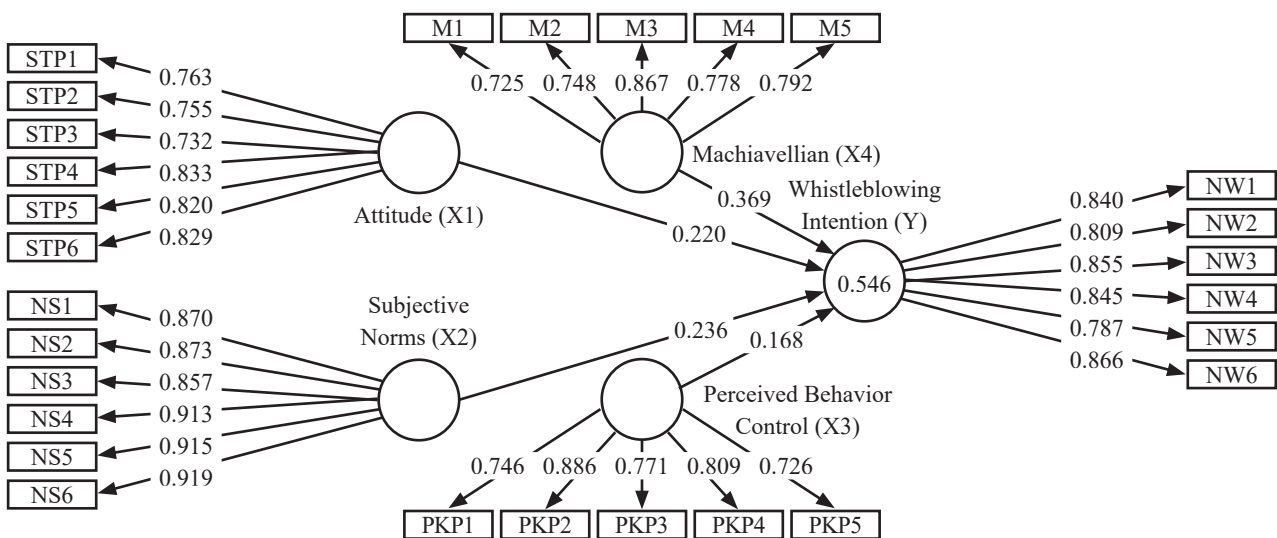 M1 M2 M3 M4 M5
0.725 0.748 0.867 0.778 0.792
STP1 0.763
STP2 0.755
STP3 0.732
STP4 0.833
STP5 0.820
STP6 0.829
Attitude (X1)
Machiavellian (X4)
0.369
0.220
Whistleblowing
Intention (Y)
0.546
NW1 0.840
NW2 0.809
NW3 0.855
NW4 0.845
NW5 0.787
NW6 0.866
NS1 0.870
NS2 0.873
NS3 0.857
NS4 0.913
NS5 0.915
NS6 0.919
Subjective
Norms (X2)
0.236
0.168
Perceived Behavior
Control (X3)
0.746 0.886 0.771 0.809 0.726
PKP1 PKP2 PKP3 PKP4 PKP5